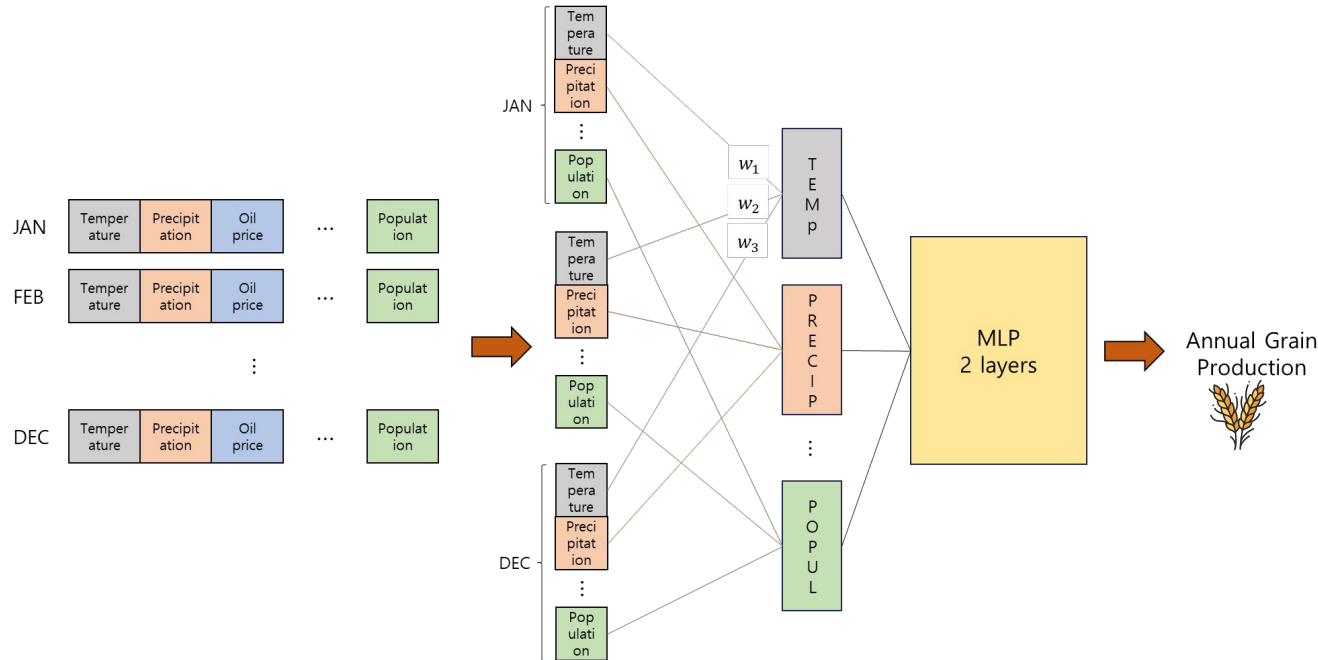 JAN
Temper
ature
Precipit
ation
Oil
price
...
Populat
ion
FEB
Temper
ature
Precipit
ation
Oil
price
...
Populat
ion
⋮
DEC
Temper
ature
Precipit
ation
Oil
price
...
Populat
ion
JAN
Tem
pera
ture
Preci
pitat
ion
⋮
Pop
ulati
on
Tem
pera
ture
Preci
pitat
ion
⋮
Pop
ulati
on
DEC
Tem
pera
ture
Preci
pitat
ion
⋮
Pop
ulati
on
w₁
w₂
w₃
T
E
M
p
P
R
E
C
I
P
⋮
P
O
P
U
L
MLP
2 layers
Annual Grain
Production